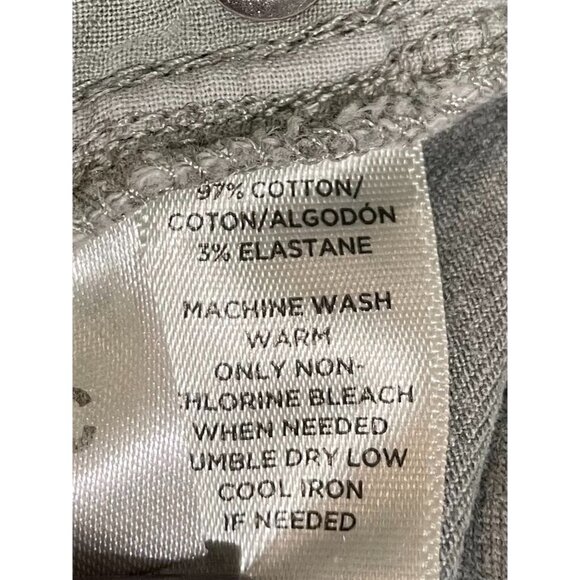 97% COTTON/
COTON/ALGODÓN
3% ELASTANE
MACHINE WASH
WARM
ONLY NON-
HLORINE BLEACH
WHEN NEEDED
UMBLE DRY LOW
COOL IRON
IF NEEDED